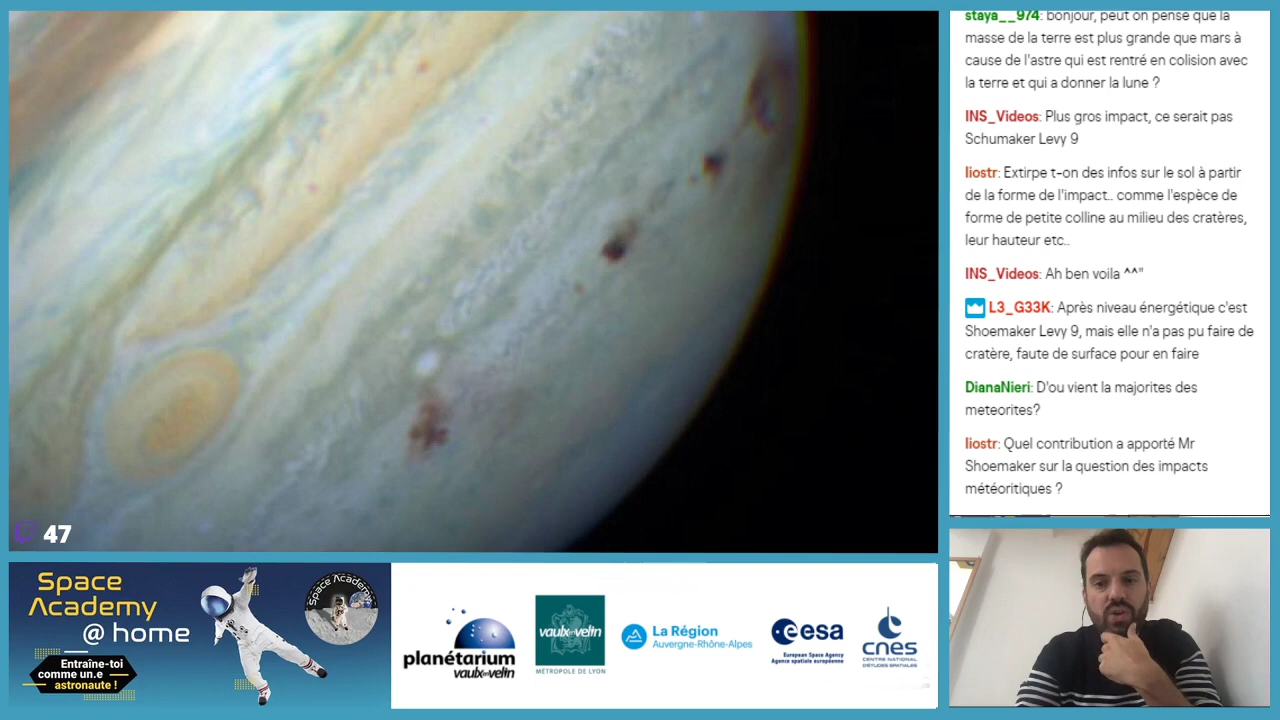 staya__974: bonjour, peut on pensé que la
masse de la terre est plus grande que mars à
cause de l'astre qui est rentré en colision avec
la terre et qui a donner la lune ?
INS_Videos: Plus gros impact, ce serait pas
Schumaker Levy 9
liostr: Extirpe t-on des infos sur le sol à partir
de la forme de l'impact.. comme l'espèce de
forme de petite colline au milieu des cratères,
leur hauteur etc..
INS_Videos: Ah ben voila ^^"
L3_G33K: Après niveau énergétique c'est
Shoemaker Levy 9, mais elle n'a pas pu faire de
cratère, faute de surface pour en faire
DianaNieri: D'ou vient la majorites des
meteorites?
liostr: Quel contribution a apporté Mr
Shoemaker sur la question des impacts
météoritiques ?
47
Space
Academy
@ home
Entraîne-toi
comme un.e
astronaute !
Space Academy
planétarium
vaulx en velin
vaulx en velin
MÉTROPOLE DE LYON
La Région
Auvergne-Rhône-Alpes
esa
European Space Agency
Agence spatiale européenne
cnes
CENTRE NATIONAL
D'ÉTUDES SPATIALES